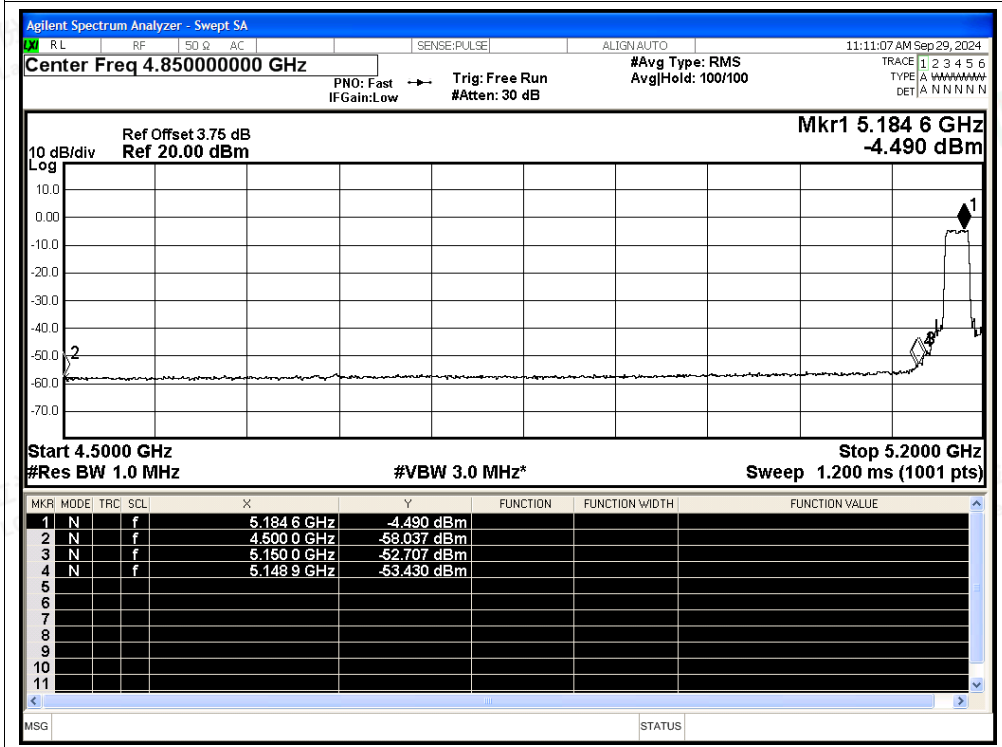 Agilent Spectrum Analyzer - Swept SA
LXI RL RF 50 Ω AC SENSE:PULSE ALIGN AUTO 11:11:07 AM Sep 29, 2024
Center Freq 4.850000000 GHz #Avg Type: RMS TRACE 1 2 3 4 5 6
PNO: Fast Trig: Free Run Avg|Hold: 100/100 TYPE A WWWWW
IFGain:Low #Atten: 30 dB DET A N N N N N
Mkr1 5.184 6 GHz
Ref Offset 3.75 dB
10 dB/div Ref 20.00 dBm -4.490 dBm
Log
10.0
0.00
-10.0
-20.0
-30.0
-40.0
-50.0
-60.0
-70.0
1
2
Start 4.5000 GHz Stop 5.2000 GHz
#Res BW 1.0 MHz #VBW 3.0 MHz* Sweep 1.200 ms (1001 pts)
MKR MODE TRC SCL X Y FUNCTION FUNCTION WIDTH FUNCTION VALUE
1 N f 5.184 6 GHz -4.490 dBm
2 N f 4.500 0 GHz -58.037 dBm
3 N f 5.150 0 GHz -52.707 dBm
4 N f 5.148 9 GHz -53.430 dBm
5
6
7
8
9
10
11
MSG STATUS